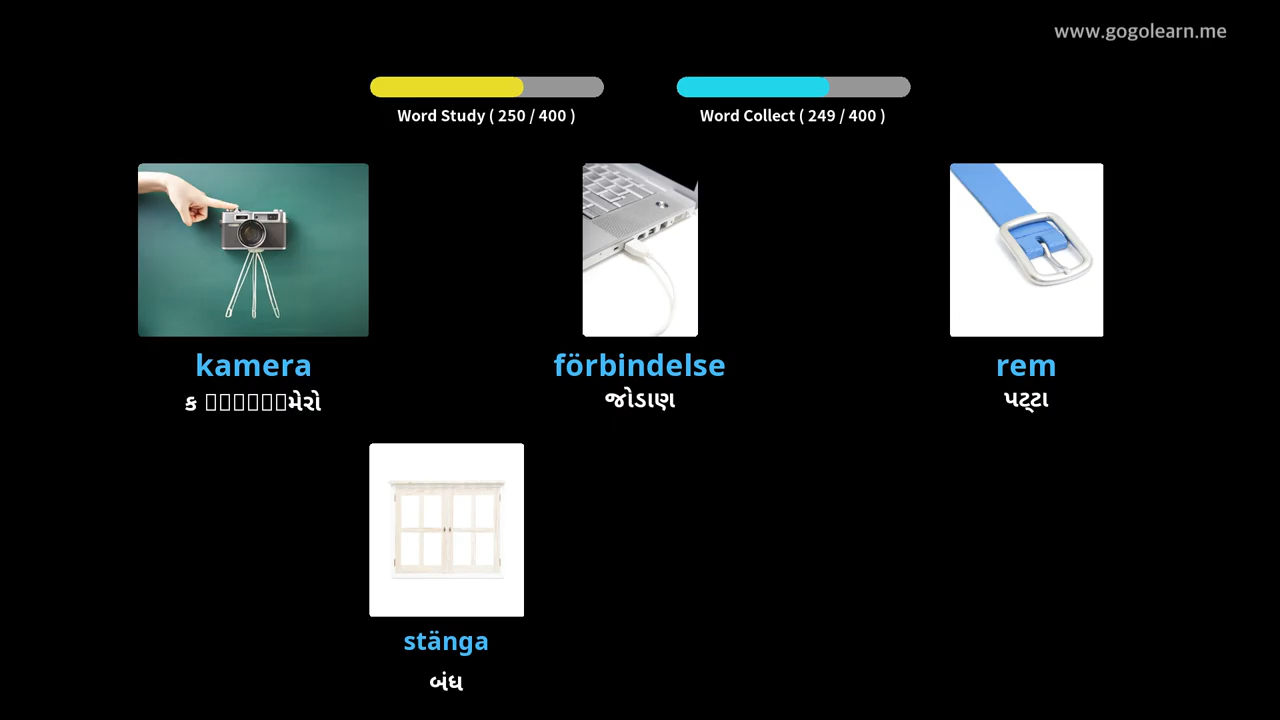 www.gogolearn.me
Word Study ( 250 / 400 )
Word Collect ( 249 / 400 )
kamera
ક □□□□□□મેરો
förbindelse
જોડાણ
rem
પટ્ટા
stänga
બંધ